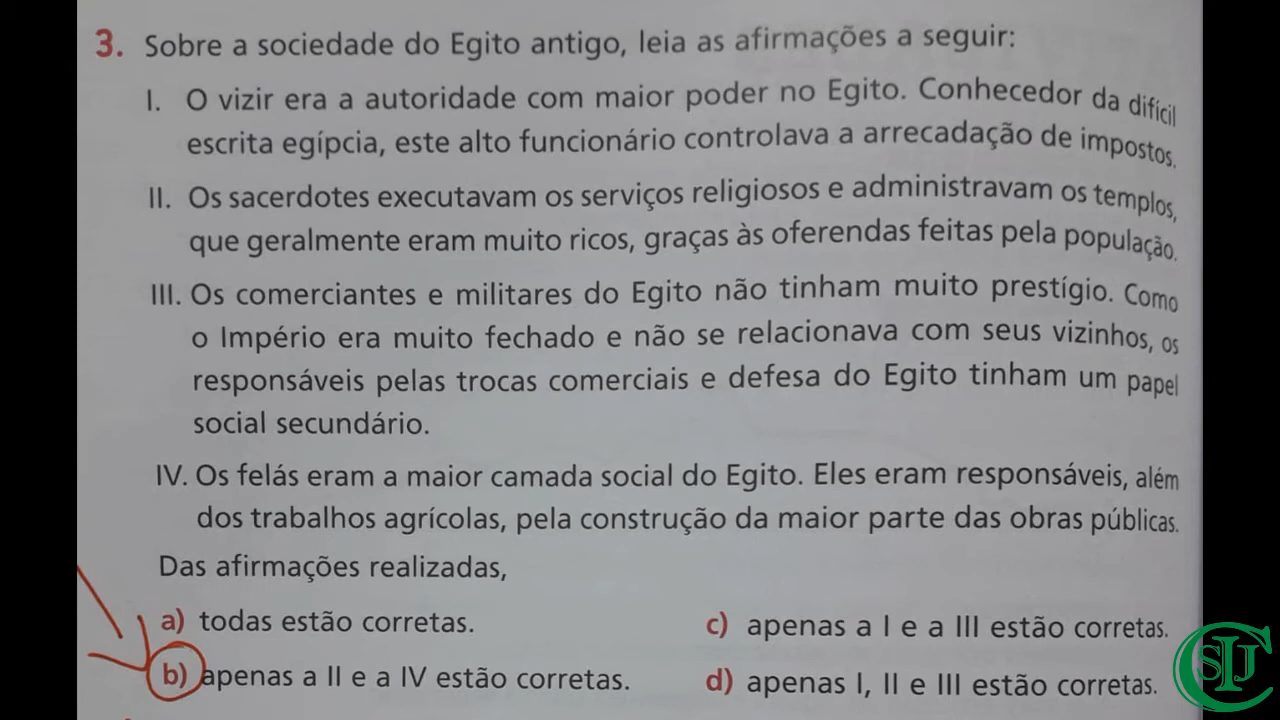 3. Sobre a sociedade do Egito antigo, leia as afirmações a seguir:
I. O vizir era a autoridade com maior poder no Egito. Conhecedor da difícil
escrita egípcia, este alto funcionário controlava a arrecadação de impostos.
II. Os sacerdotes executavam os serviços religiosos e administravam os templos,
que geralmente eram muito ricos, graças às oferendas feitas pela população.
III. Os comerciantes e militares do Egito não tinham muito prestígio. Como
o Império era muito fechado e não se relacionava com seus vizinhos, os
responsáveis pelas trocas comerciais e defesa do Egito tinham um papel
social secundário.
IV. Os felás eram a maior camada social do Egito. Eles eram responsáveis, além
dos trabalhos agrícolas, pela construção da maior parte das obras públicas.
Das afirmações realizadas,
a) todas estão corretas.
b) apenas a II e a IV estão corretas.
c) apenas a I e a III estão corretas.
d) apenas I, II e III estão corretas.
CSJ